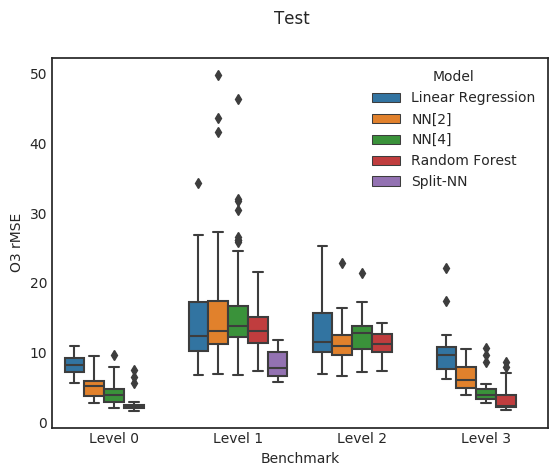 Test
50
40
30
20
10
0
O3 rMSE
Model
Linear Regression
NN[2]
NN[4]
Random Forest
Split-NN
Level 0
Level 1
Level 2
Level 3
Benchmark